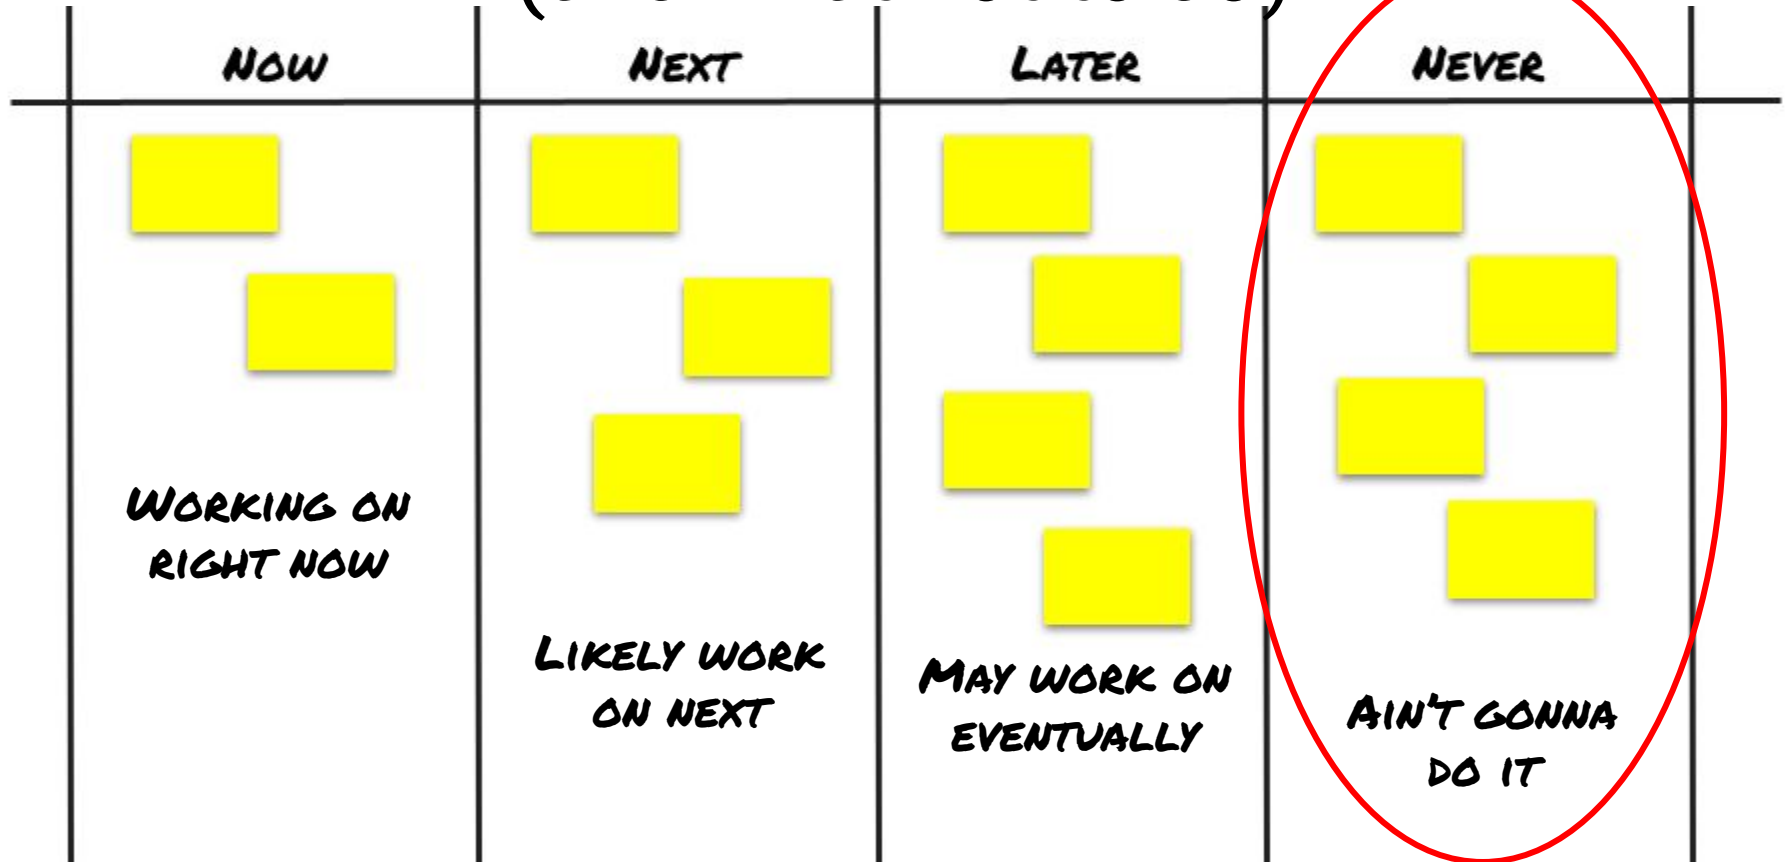 NOW
NEXT
LATER
NEVER
WORKING ON
RIGHT NOW
LIKELY WORK
ON NEXT
MAY WORK ON
EVENTUALLY
AIN'T GONNA
DO IT